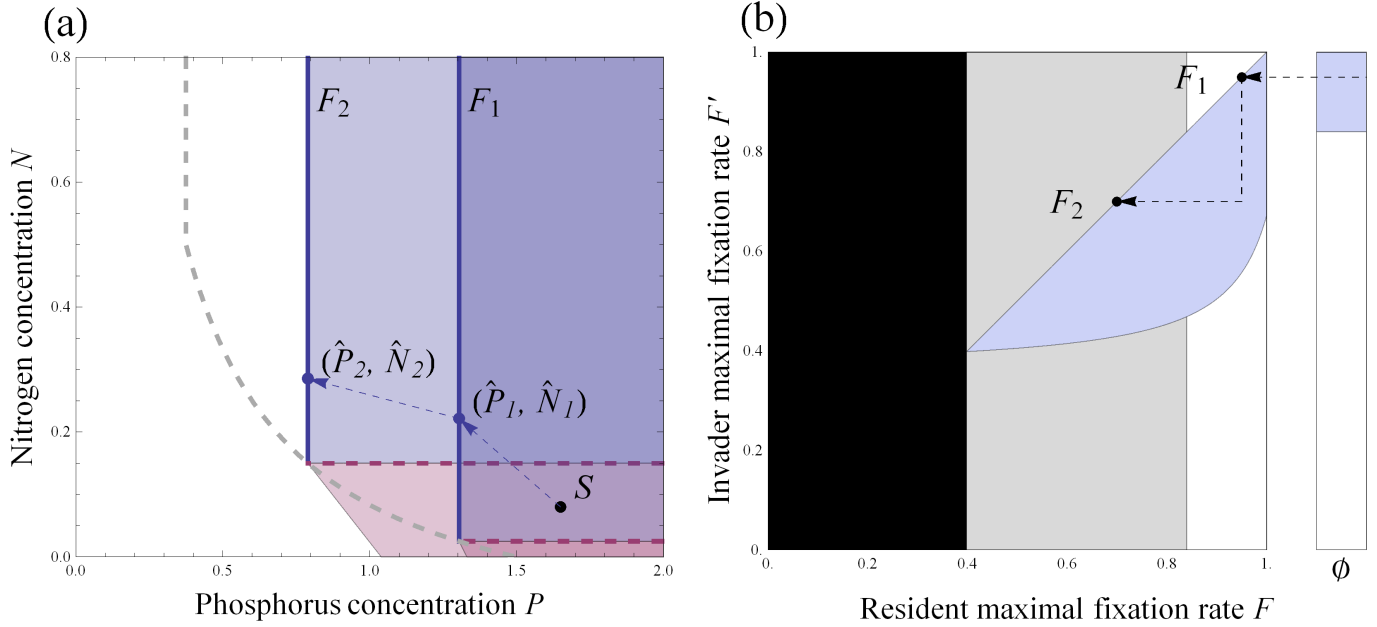 (a)
0.8
0.6
0.4
0.2
0.0
0.0
0.5
1.0
1.5
2.0
Nitrogen concentration N
Phosphorus concentration P
F2
F1
(P̂2, N̂2)
(P̂1, N̂1)
S
(b)
1.
0.8
0.6
0.4
0.2
0.
0.
0.4
0.6
0.8
1.
Invader maximal fixation rate F′
Resident maximal fixation rate F
F1
F2
ϕ